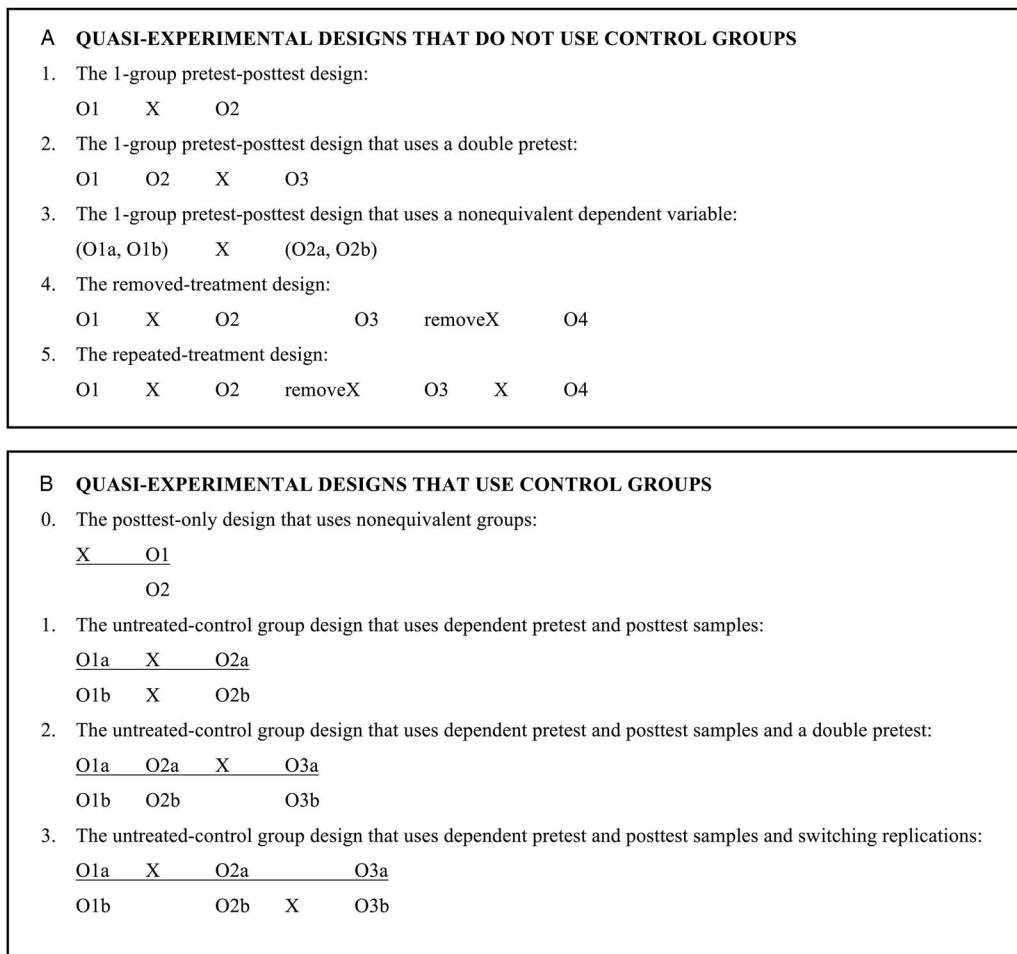 A QUASI-EXPERIMENTAL DESIGNS THAT DO NOT USE CONTROL GROUPS
1. The 1-group pretest-posttest design:
O1 X O2
2. The 1-group pretest-posttest design that uses a double pretest:
O1 O2 X O3
3. The 1-group pretest-posttest design that uses a nonequivalent dependent variable:
(O1a, O1b) X (O2a, O2b)
4. The removed-treatment design:
O1 X O2 O3 removeX O4
5. The repeated-treatment design:
O1 X O2 removeX O3 X O4
B QUASI-EXPERIMENTAL DESIGNS THAT USE CONTROL GROUPS
0. The posttest-only design that uses nonequivalent groups:
X O1
O2
1. The untreated-control group design that uses dependent pretest and posttest samples:
O1a X O2a
O1b X O2b
2. The untreated-control group design that uses dependent pretest and posttest samples and a double pretest:
O1a O2a X O3a
O1b O2b O3b
3. The untreated-control group design that uses dependent pretest and posttest samples and switching replications:
O1a X O2a O3a
O1b O2b X O3b